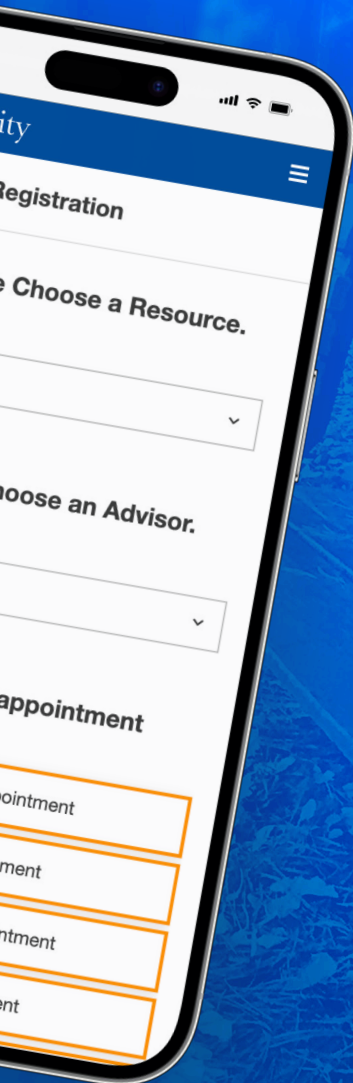 ity
Registration
e Choose a Resource.
hoose an Advisor.
appointment
pointment
ment
ntment
ent